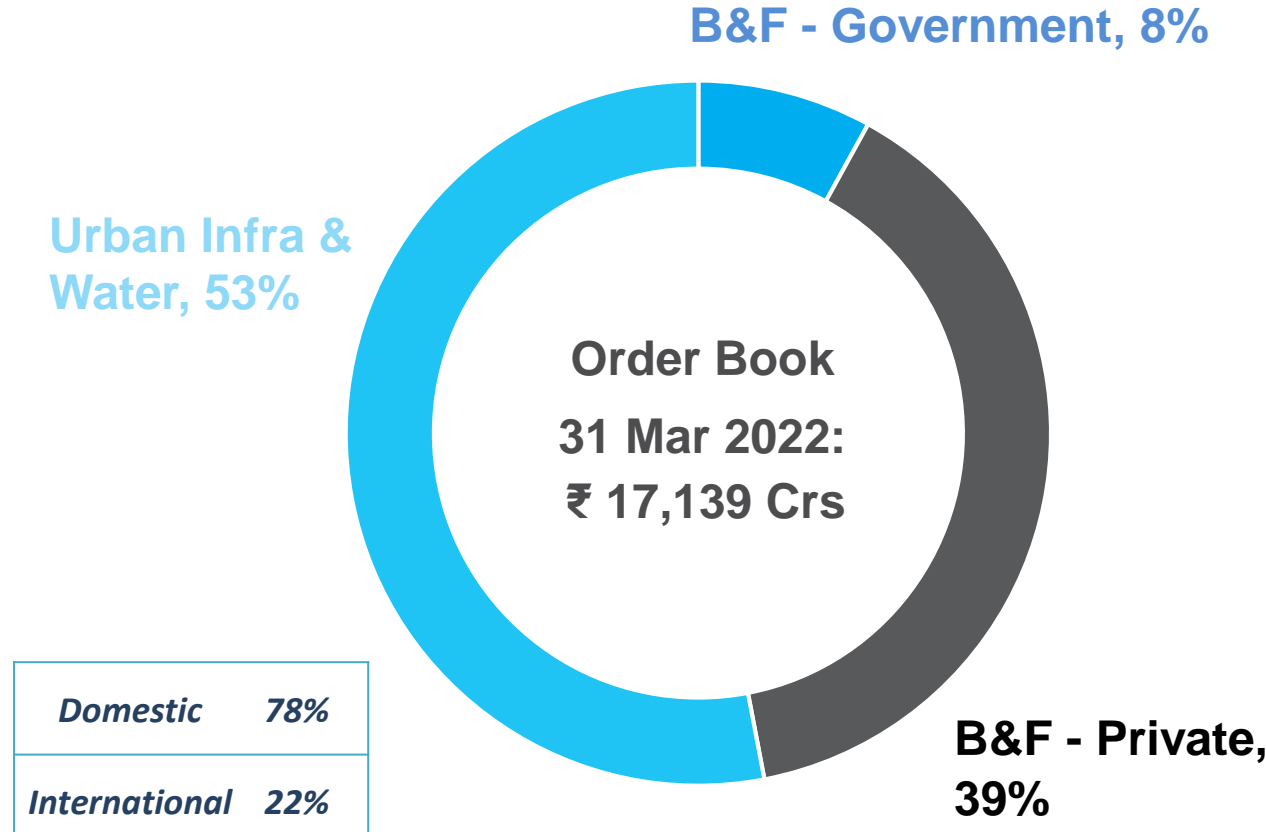 B&F - Government, 8%
Urban Infra &
Water, 53%
Order Book
31 Mar 2022:
₹ 17,139 Crs
Domestic 78%
International 22%
B&F - Private,
39%